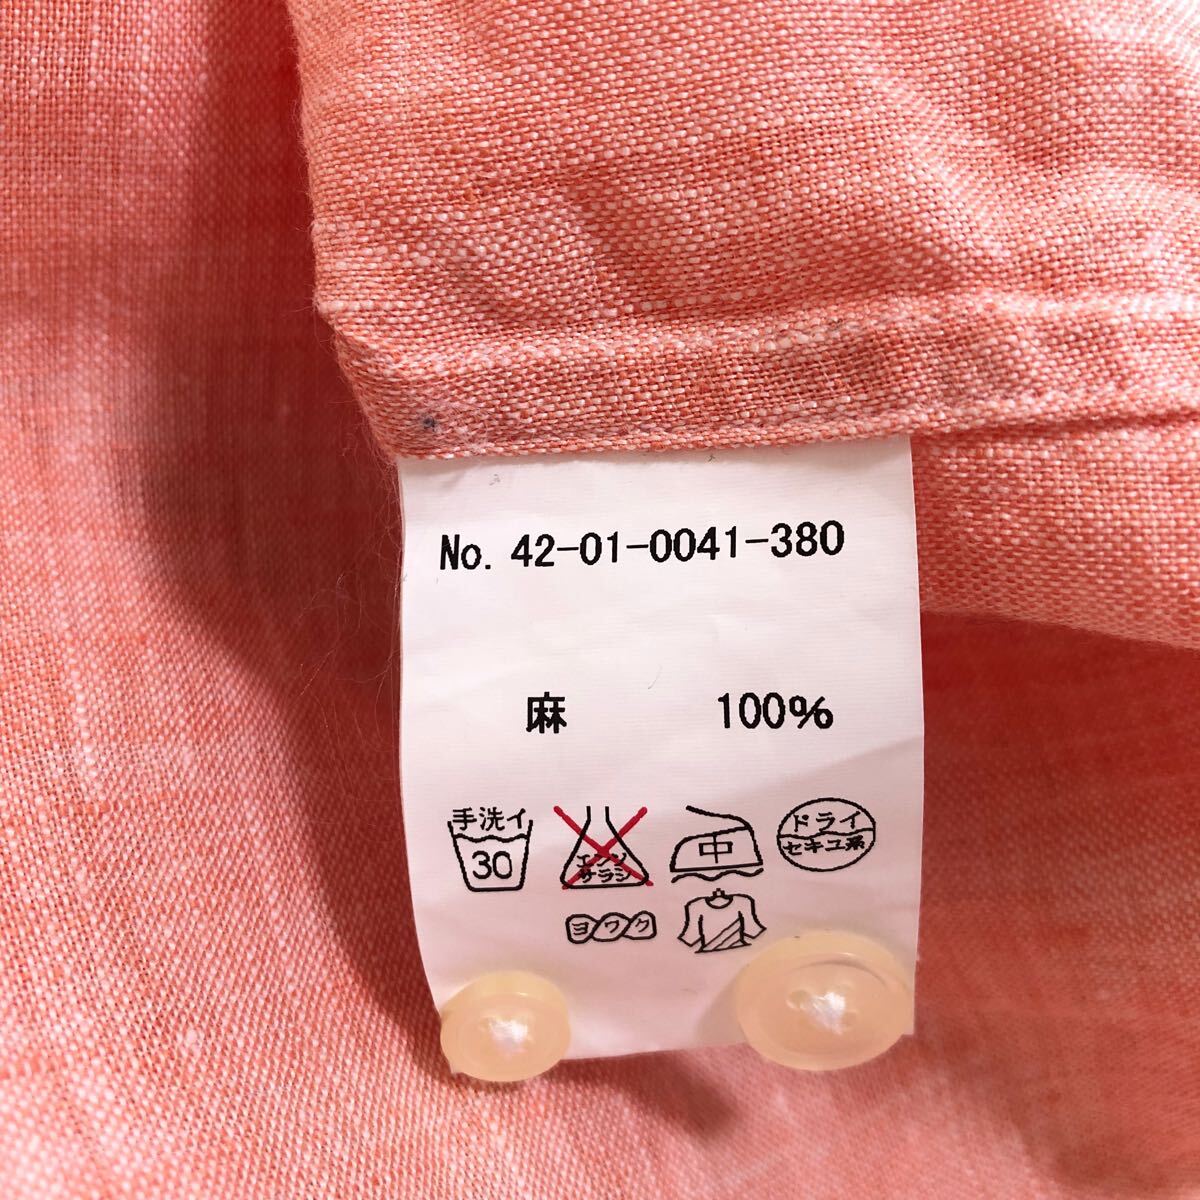 No. 42-01-0041-380
麻 100%
手洗イ
30
エンソ
サラシ
中
ドライ
セキユ系
ヨワク